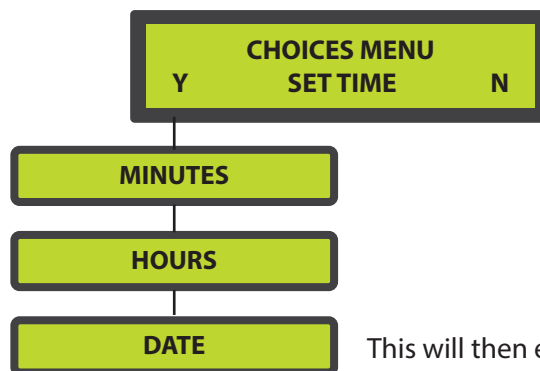 CHOICES MENU
Y SET TIME N
MINUTES
HOURS
DATE
This will then